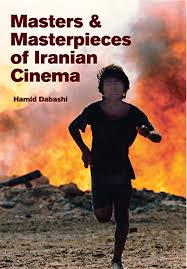 Masters &
Masterpieces
of Iranian
Cinema
Hamid Dabashi